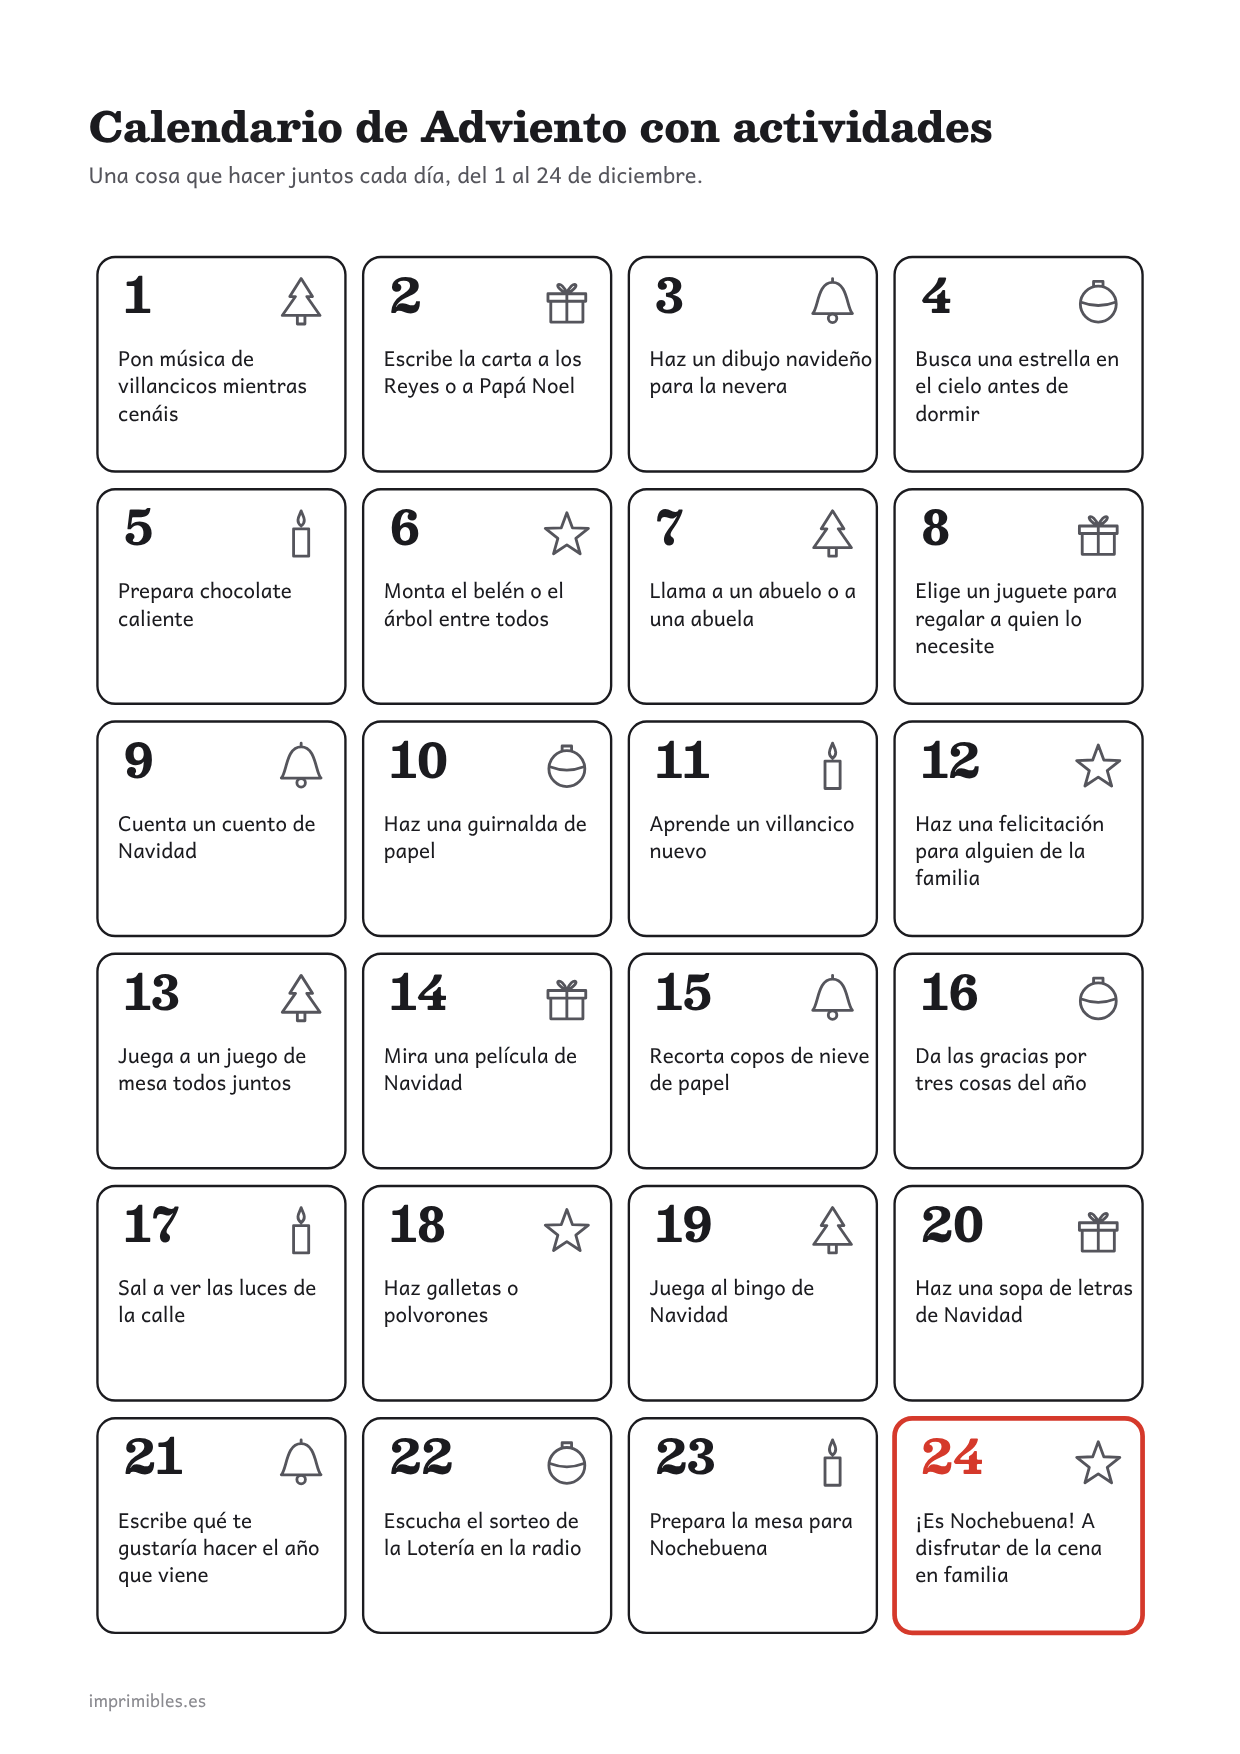 Calendario de Adviento con actividades
Una cosa que hacer juntos cada día, del 1 al 24 de diciembre.
1
Pon música de
villancicos mientras
cenáis
2
Escribe la carta a los
Reyes o a Papá Noel
3
Haz un dibujo navideño
para la nevera
4
Busca una estrella en
el cielo antes de
dormir
5
Prepara chocolate
caliente
6
Monta el belén o el
árbol entre todos
7
Llama a un abuelo o a
una abuela
8
Elige un juguete para
regalar a quien lo
necesite
9
Cuenta un cuento de
Navidad
10
Haz una guirnalda de
papel
11
Aprende un villancico
nuevo
12
Haz una felicitación
para alguien de la
familia
13
Juega a un juego de
mesa todos juntos
14
Mira una película de
Navidad
15
Recorta copos de nieve
de papel
16
Da las gracias por
tres cosas del año
17
Sal a ver las luces de
la calle
18
Haz galletas o
polvorones
19
Juega al bingo de
Navidad
20
Haz una sopa de letras
de Navidad
21
Escribe qué te
gustaría hacer el año
que viene
22
Escucha el sorteo de
la Lotería en la radio
23
Prepara la mesa para
Nochebuena
24
¡Es Nochebuena! A
disfrutar de la cena
en familia
imprimibles.es